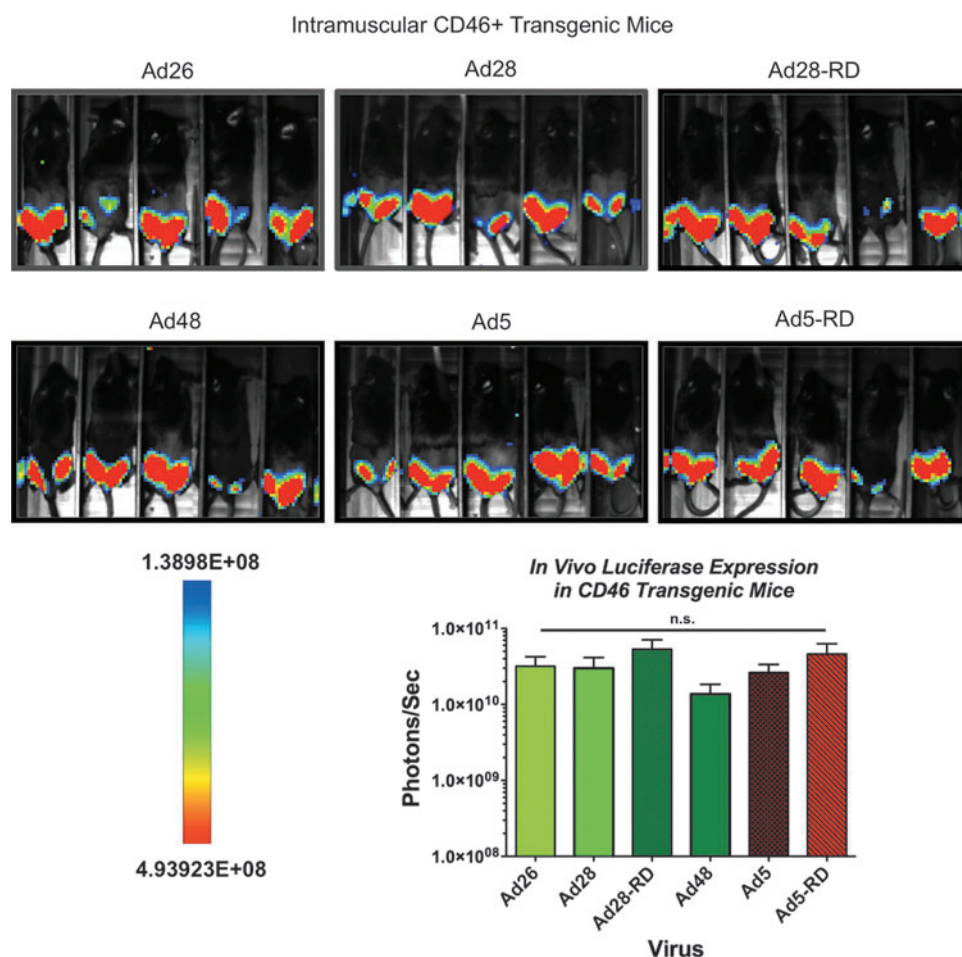 Intramuscular CD46+ Transgenic Mice
Ad26
Ad28
Ad28-RD
Ad48
Ad5
Ad5-RD
1.3898E+08
4.93923E+08
In Vivo Luciferase Expression
in CD46 Transgenic Mice
n.s.
1.0×10¹¹
1.0×10¹⁰
1.0×10⁰⁹
1.0×10⁰⁸
Photons/Sec
Ad26
Ad28
Ad28-RD
Ad48
Ad5
Ad5-RD
Virus